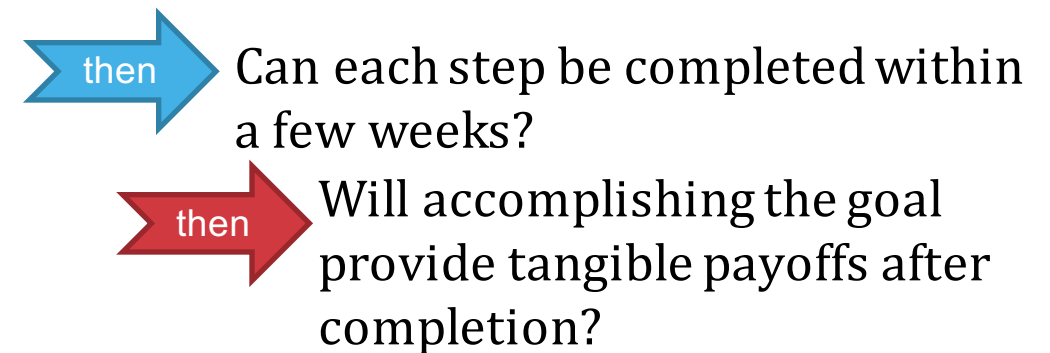 then
Can each step be completed within
a few weeks?
then
Will accomplishing the goal
provide tangible payoffs after
completion?